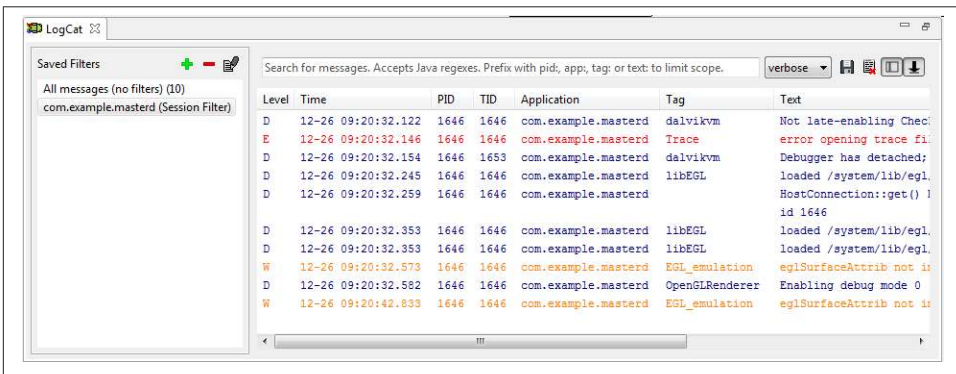 LogCat
Saved Filters
All messages (no filters) (10)
com.example.masterd (Session Filter)
Search for messages. Accepts Java regexes. Prefix with pid:, app:, tag: or text: to limit scope.
verbose
Level Time PID TID Application Tag Text
D 12-26 09:20:32.122 1646 1646 com.example.masterd dalvikvm Not late-enabling Chec
E 12-26 09:20:32.146 1646 1646 com.example.masterd Trace error opening trace fi
D 12-26 09:20:32.154 1646 1653 com.example.masterd dalvikvm Debugger has detached;
D 12-26 09:20:32.245 1646 1646 com.example.masterd libEGL loaded /system/lib/egl
D 12-26 09:20:32.259 1646 1646 com.example.masterd HostConnection::get()
id 1646
D 12-26 09:20:32.353 1646 1646 com.example.masterd libEGL loaded /system/lib/egl
D 12-26 09:20:32.353 1646 1646 com.example.masterd libEGL loaded /system/lib/egl
W 12-26 09:20:32.573 1646 1646 com.example.masterd EGL_emulation eglSurfaceAttrib not i
D 12-26 09:20:32.582 1646 1646 com.example.masterd OpenGLRenderer Enabling debug mode 0
W 12-26 09:20:42.833 1646 1646 com.example.masterd EGL_emulation eglSurfaceAttrib not i